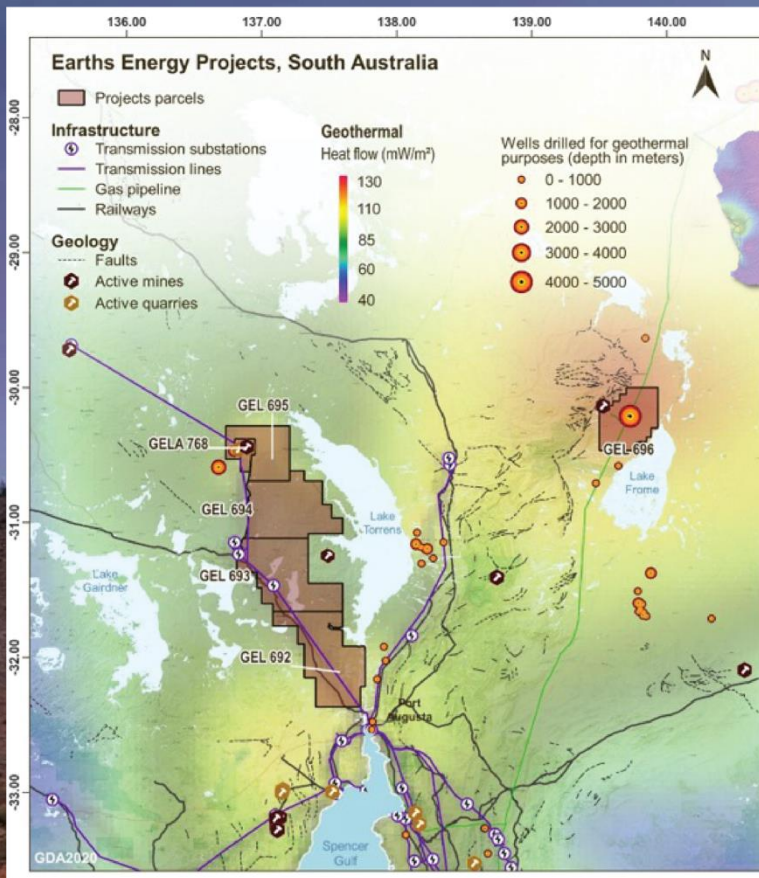 136.00 137.00 138.00 139.00 140.00
Earths Energy Projects, South Australia
N
Projects parcels
Infrastructure
Transmission substations
Transmission lines
Gas pipeline
Railways
Geology
Faults
Active mines
Active quarries
Geothermal
Heat flow (mW/m²)
130
110
85
60
40
Wells drilled for geothermal
purposes (depth in meters)
0 - 1000
1000 - 2000
2000 - 3000
3000 - 4000
4000 - 5000
-28.00
-29.00
-30.00
-31.00
-32.00
-33.00
GEL 695
GELA 768
GEL 696
Lake
Frome
GEL 694
Lake
Torrens
GEL 693
Lake
Gairdner
GEL 692
Port
Augusta
Spencer
Gulf
GDA2020